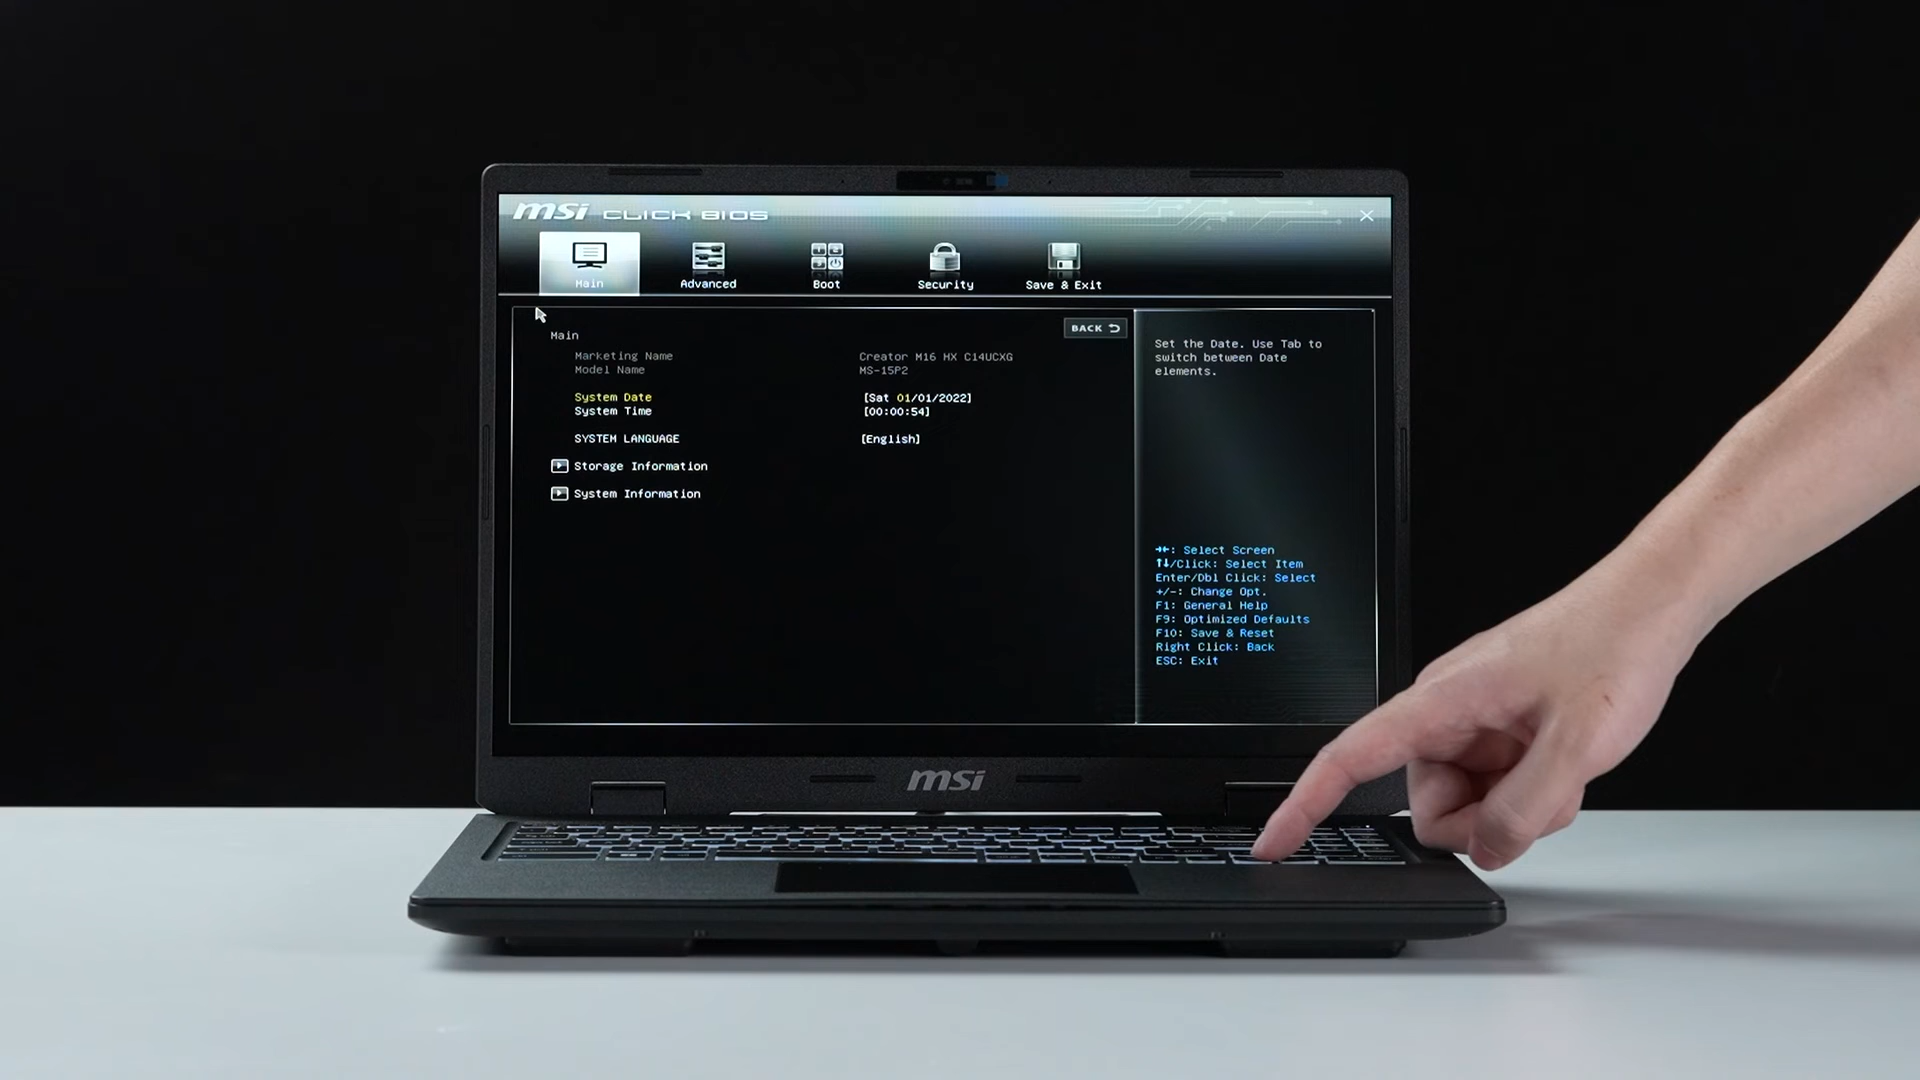 msi CLICK BIOS
Main
Advanced
Boot
Security
Save & Exit
Main
BACK
Marketing Name Creator M16 HX C14UCXG
Model Name MS-15P2
System Date [Sat 01/01/2022]
System Time [00:00:54]
SYSTEM LANGUAGE [English]
Storage Information
System Information
Set the Date. Use Tab to
switch between Date
elements.
→←: Select Screen
↑↓/Click: Select Item
Enter/Dbl Click: Select
+/-: Change Opt.
F1: General Help
F9: Optimized Defaults
F10: Save & Reset
Right Click: Back
ESC: Exit
msi